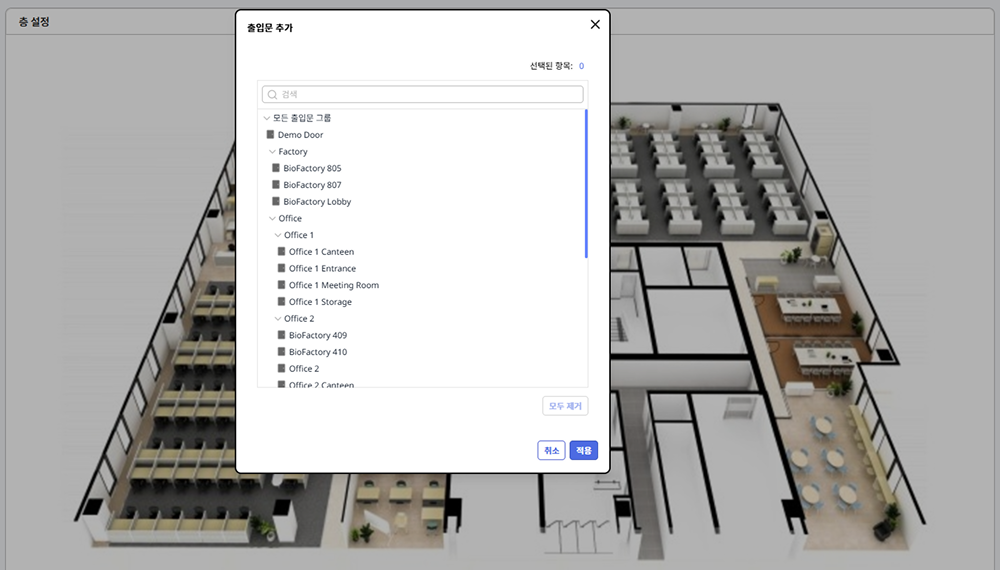 층 설정
출입문 추가
선택된 항목: 0
검색
모든 출입문 그룹
Demo Door
Factory
BioFactory 805
BioFactory 807
BioFactory Lobby
Office
Office 1
Office 1 Canteen
Office 1 Entrance
Office 1 Meeting Room
Office 1 Storage
Office 2
BioFactory 409
BioFactory 410
Office 2
Office 2 Canteen
모두 제거
취소
적용